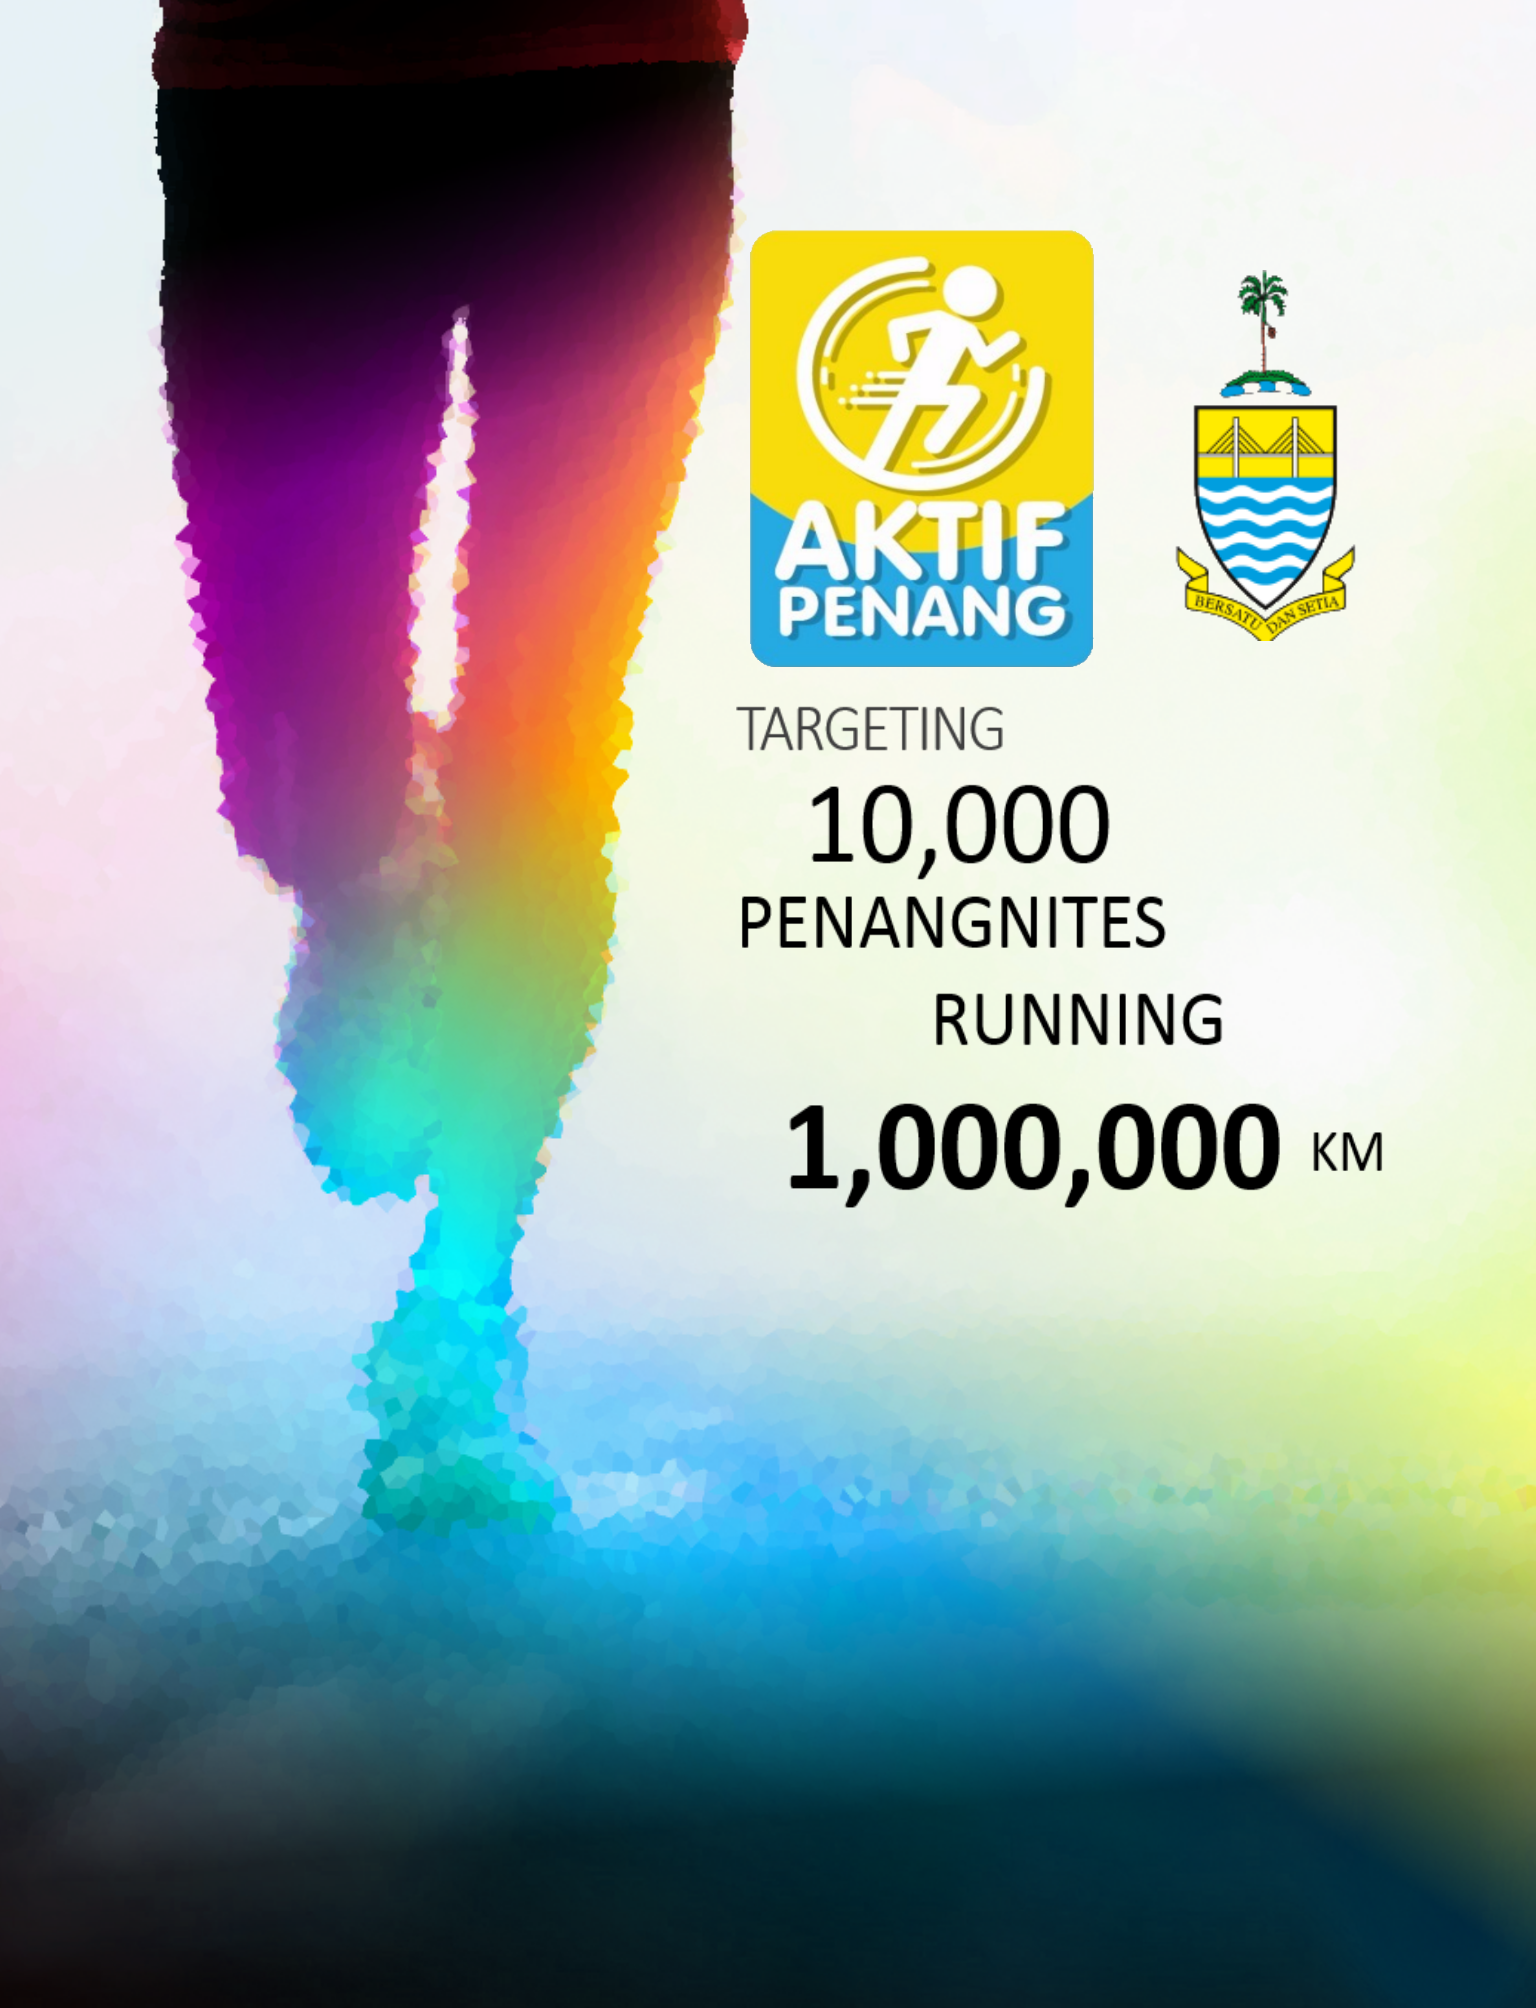 AKTIF
PENANG
BERSATU DAN SETIA
TARGETING
10,000
PENANGNITES
RUNNING
1,000,000 KM